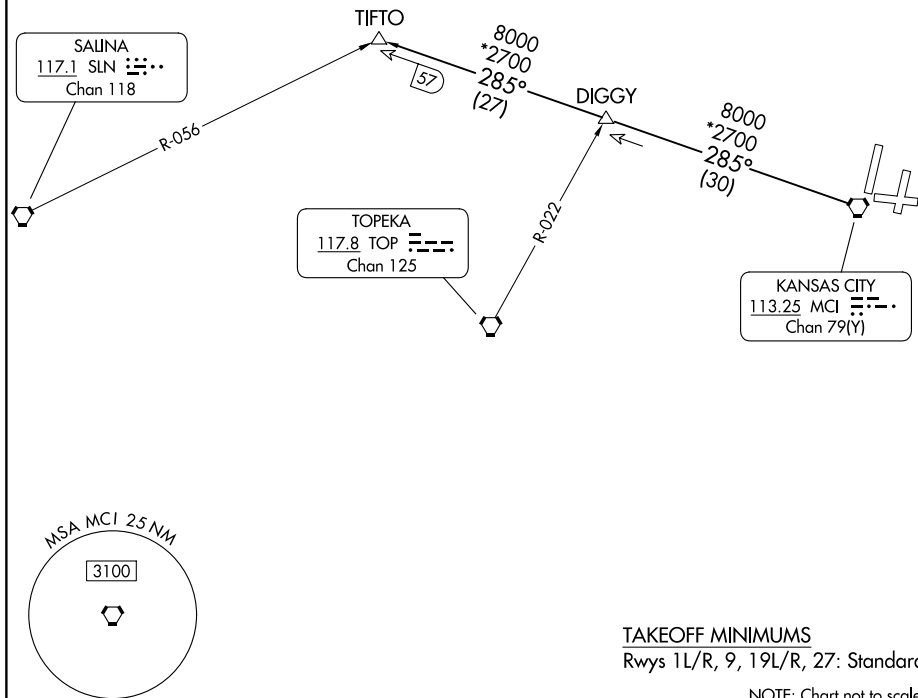 TIFTO
SALINA
117.1 SLN
Chan 118
8000
*2700
285°
(27)
57
DIGGY
8000
*2700
285°
(30)
R-056
R-022
TOPEKA
117.8 TOP
Chan 125
KANSAS CITY
113.25 MCI
Chan 79(Y)
MSA MCI 25 NM
3100
TAKEOFF MINIMUMS
Rwys 1L/R, 9, 19L/R, 27: Standard
NOTE: Chart not to scale